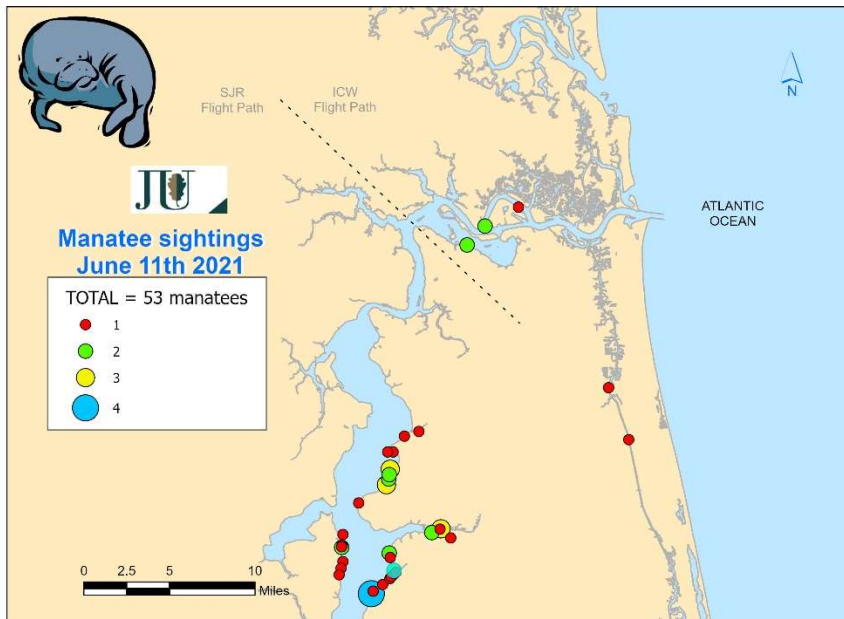 SJR
Flight Path
ICW
Flight Path
N
JU
ATLANTIC
OCEAN
Manatee sightings
June 11th 2021
TOTAL = 53 manatees
1
2
3
4
0 2.5 5 10
Miles